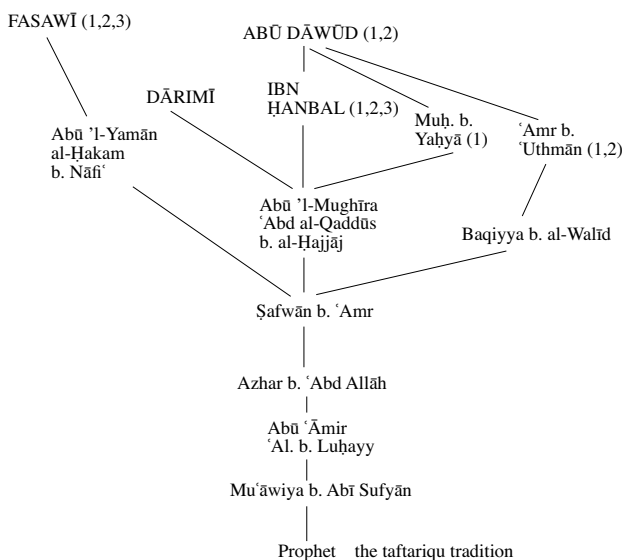 FASAWĪ (1,2,3)
ABŪ DĀWŪD (1,2)
DĀRIMĪ
IBN
ḤANBAL (1,2,3)
Muḥ. b.
Yaḥyā (1)
ʿAmr b.
ʿUthmān (1,2)
Abū ’l-Yamān
al-Ḥakam
b. Nāfiʿ
Abū ’l-Mughīra
ʿAbd al-Qaddūs
b. al-Ḥajjāj
Baqiyya b. al-Walīd
Ṣafwān b. ʿAmr
Azhar b. ʿAbd Allāh
Abū ʿĀmir
ʿAl. b. Luḥayy
Muʿāwiya b. Abī Sufyān
Prophet the taftariqu tradition